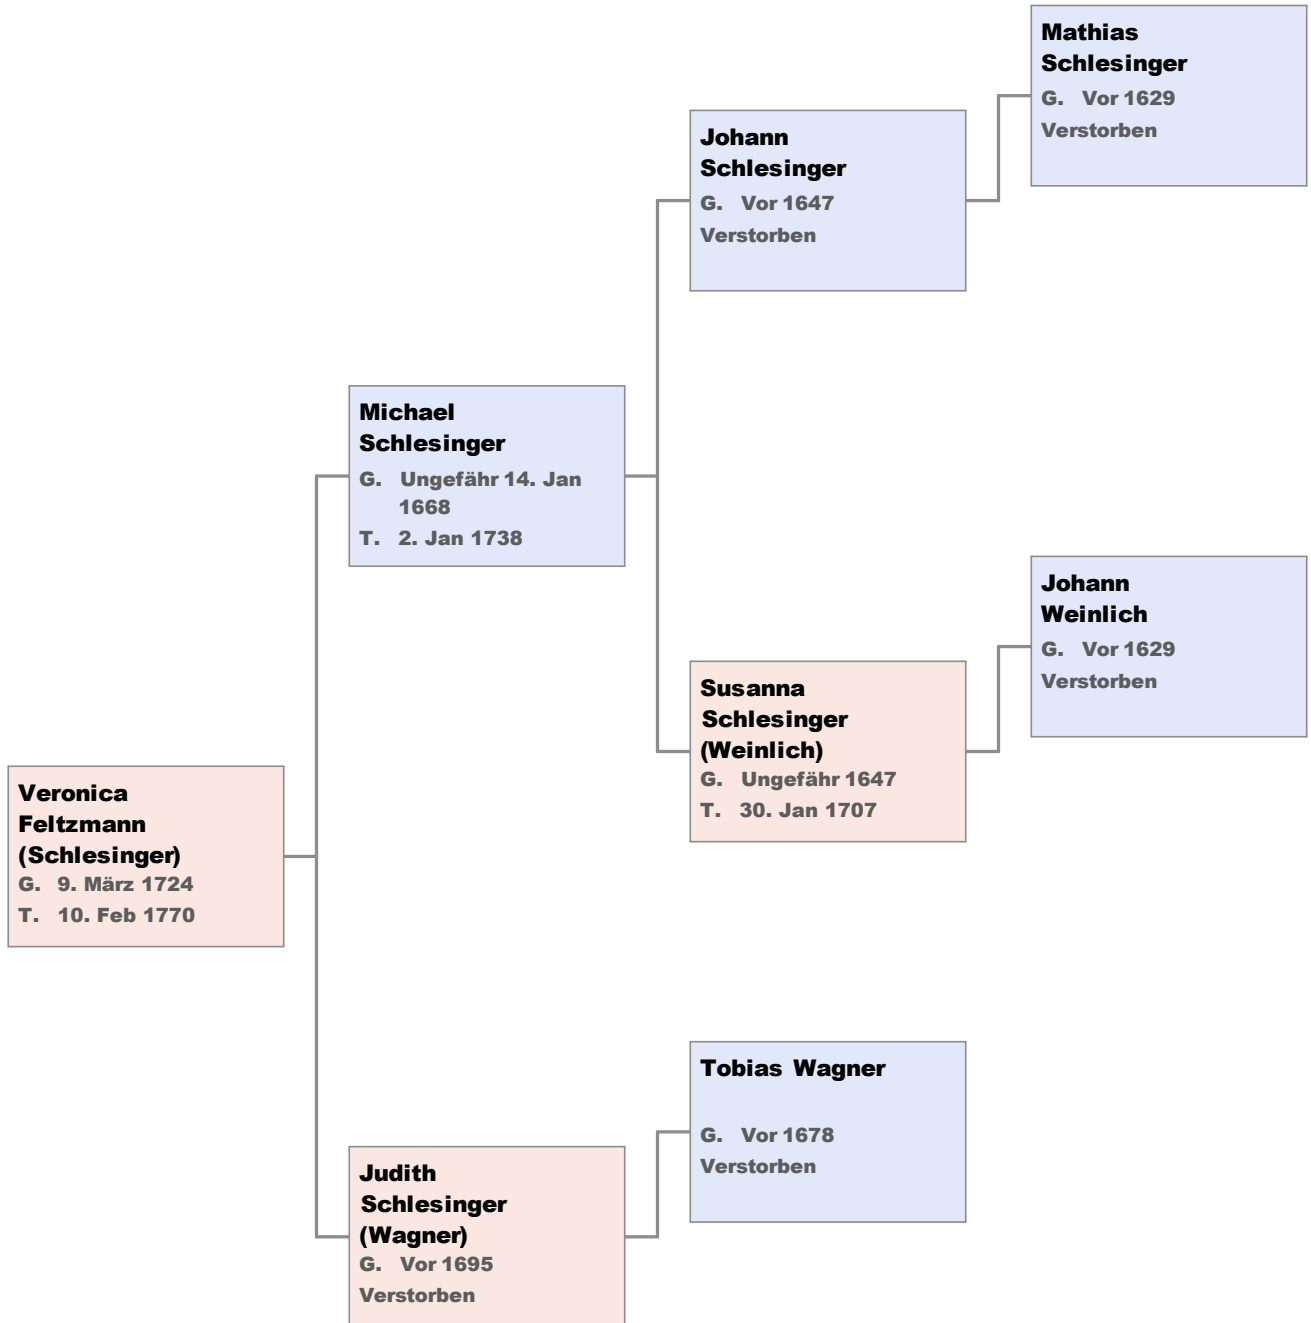 Mathias
Schlesinger
G. Vor 1629
Verstorben
Johann
Schlesinger
G. Vor 1647
Verstorben
Michael
Schlesinger
G. Ungefähr 14. Jan
1668
T. 2. Jan 1738
Johann
Weinlich
G. Vor 1629
Verstorben
Susanna
Schlesinger
(Weinlich)
G. Ungefähr 1647
T. 30. Jan 1707
Veronica
Feltzmann
(Schlesinger)
G. 9. März 1724
T. 10. Feb 1770
Tobias Wagner
G. Vor 1678
Verstorben
Judith
Schlesinger
(Wagner)
G. Vor 1695
Verstorben